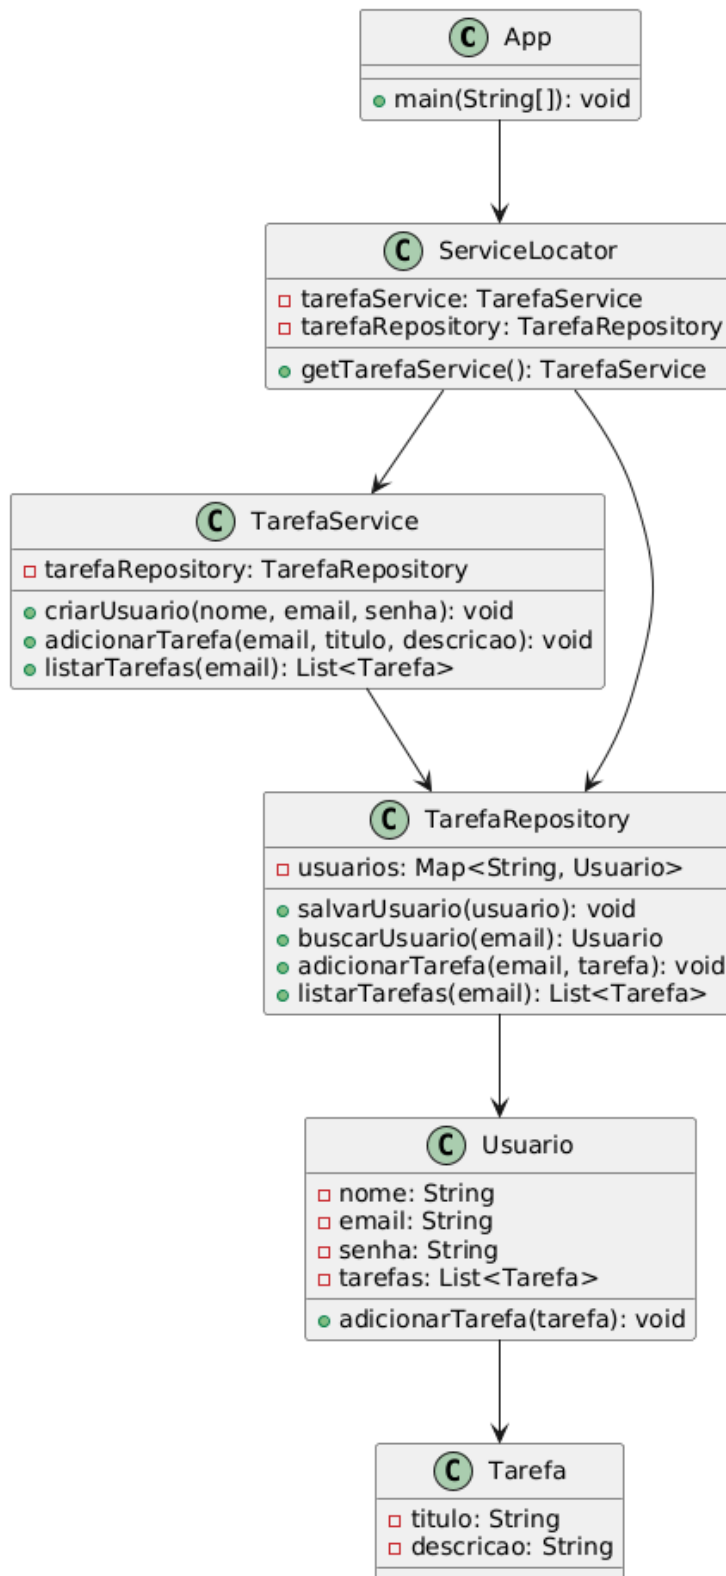 C App
main(String[]): void
C ServiceLocator
tarefaService: TarefaService
tarefaRepository: TarefaRepository
getTarefaService(): TarefaService
C TarefaService
tarefaRepository: TarefaRepository
criarUsuario(nome, email, senha): void
adicionarTarefa(email, titulo, descricao): void
listarTarefas(email): List<Tarefa>
C TarefaRepository
usuarios: Map<String, Usuario>
salvarUsuario(usuario): void
buscarUsuario(email): Usuario
adicionarTarefa(email, tarefa): void
listarTarefas(email): List<Tarefa>
C Usuario
nome: String
email: String
senha: String
tarefas: List<Tarefa>
adicionarTarefa(tarefa): void
C Tarefa
titulo: String
descricao: String